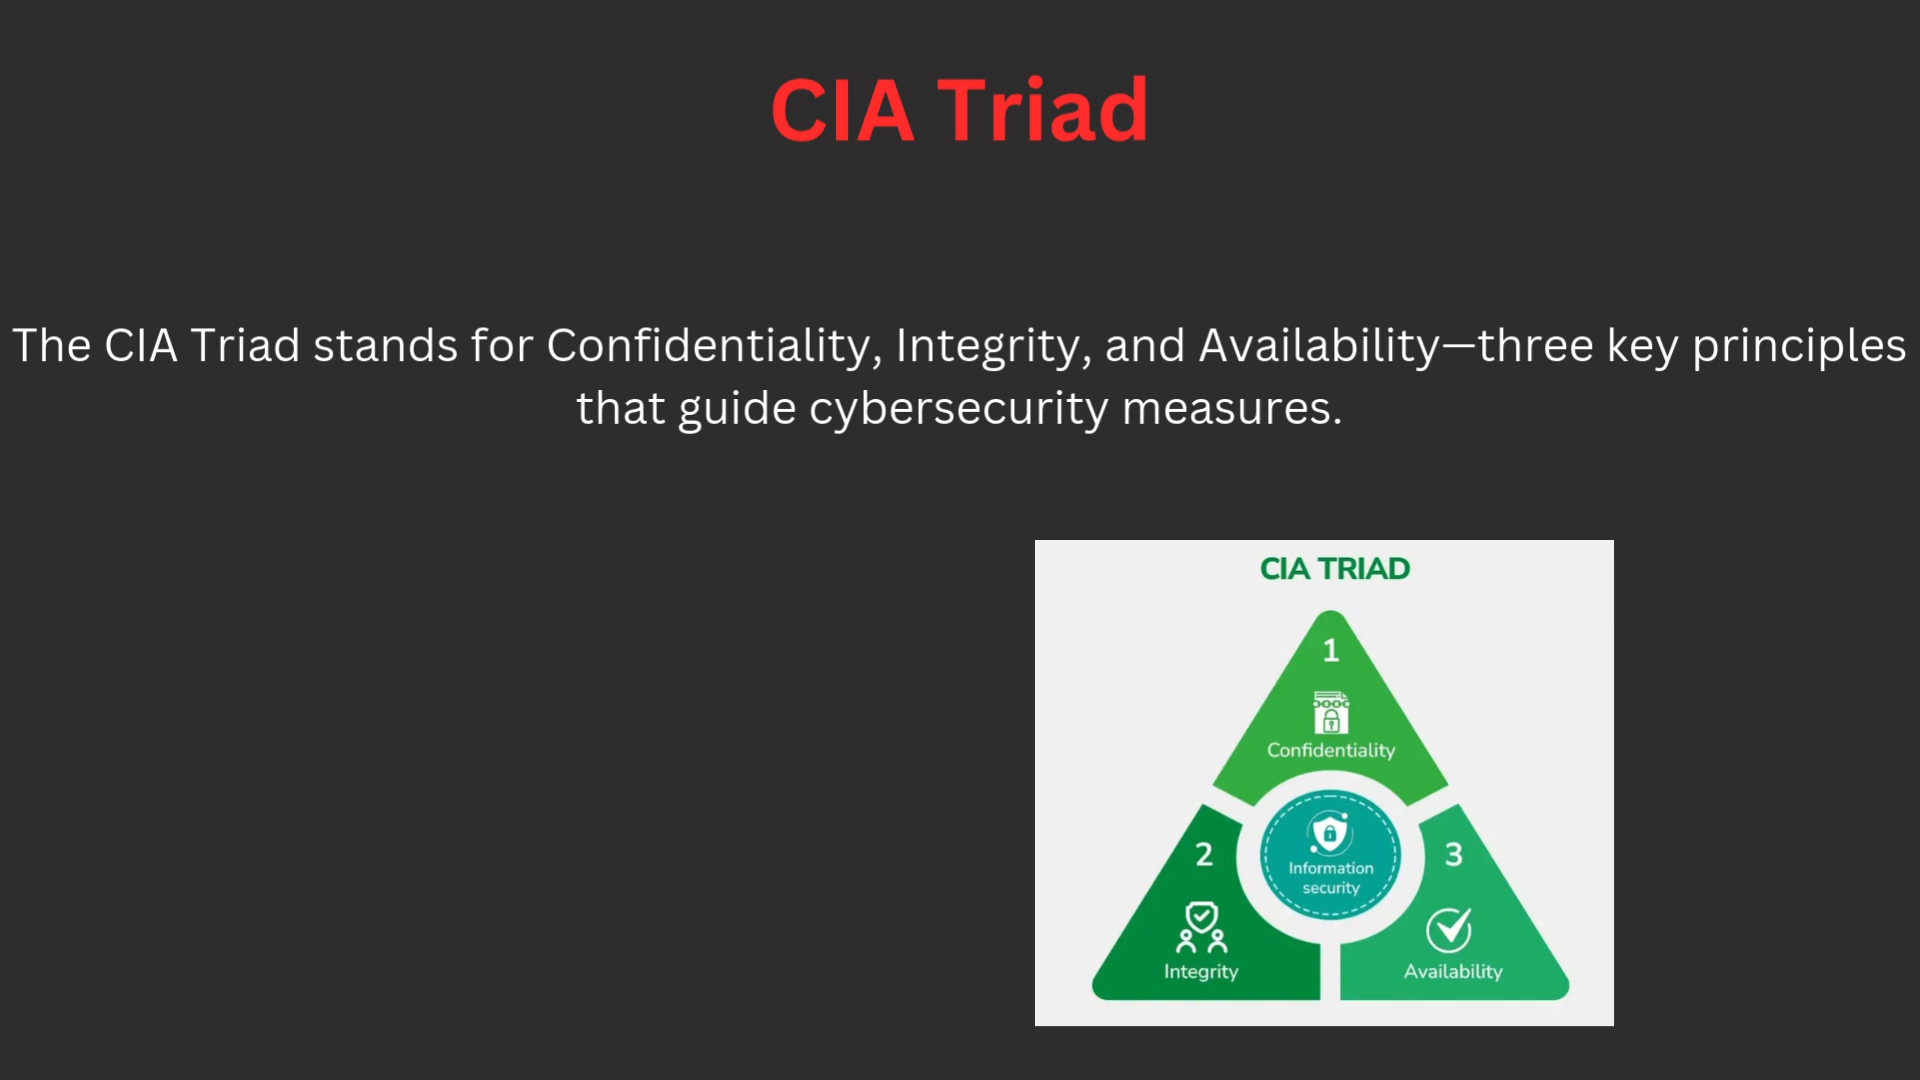 CIA Triad
The CIA Triad stands for Confidentiality, Integrity, and Availability—three key principles
that guide cybersecurity measures.
CIA TRIAD
1
Confidentiality
Information
security
2
Integrity
3
Availability